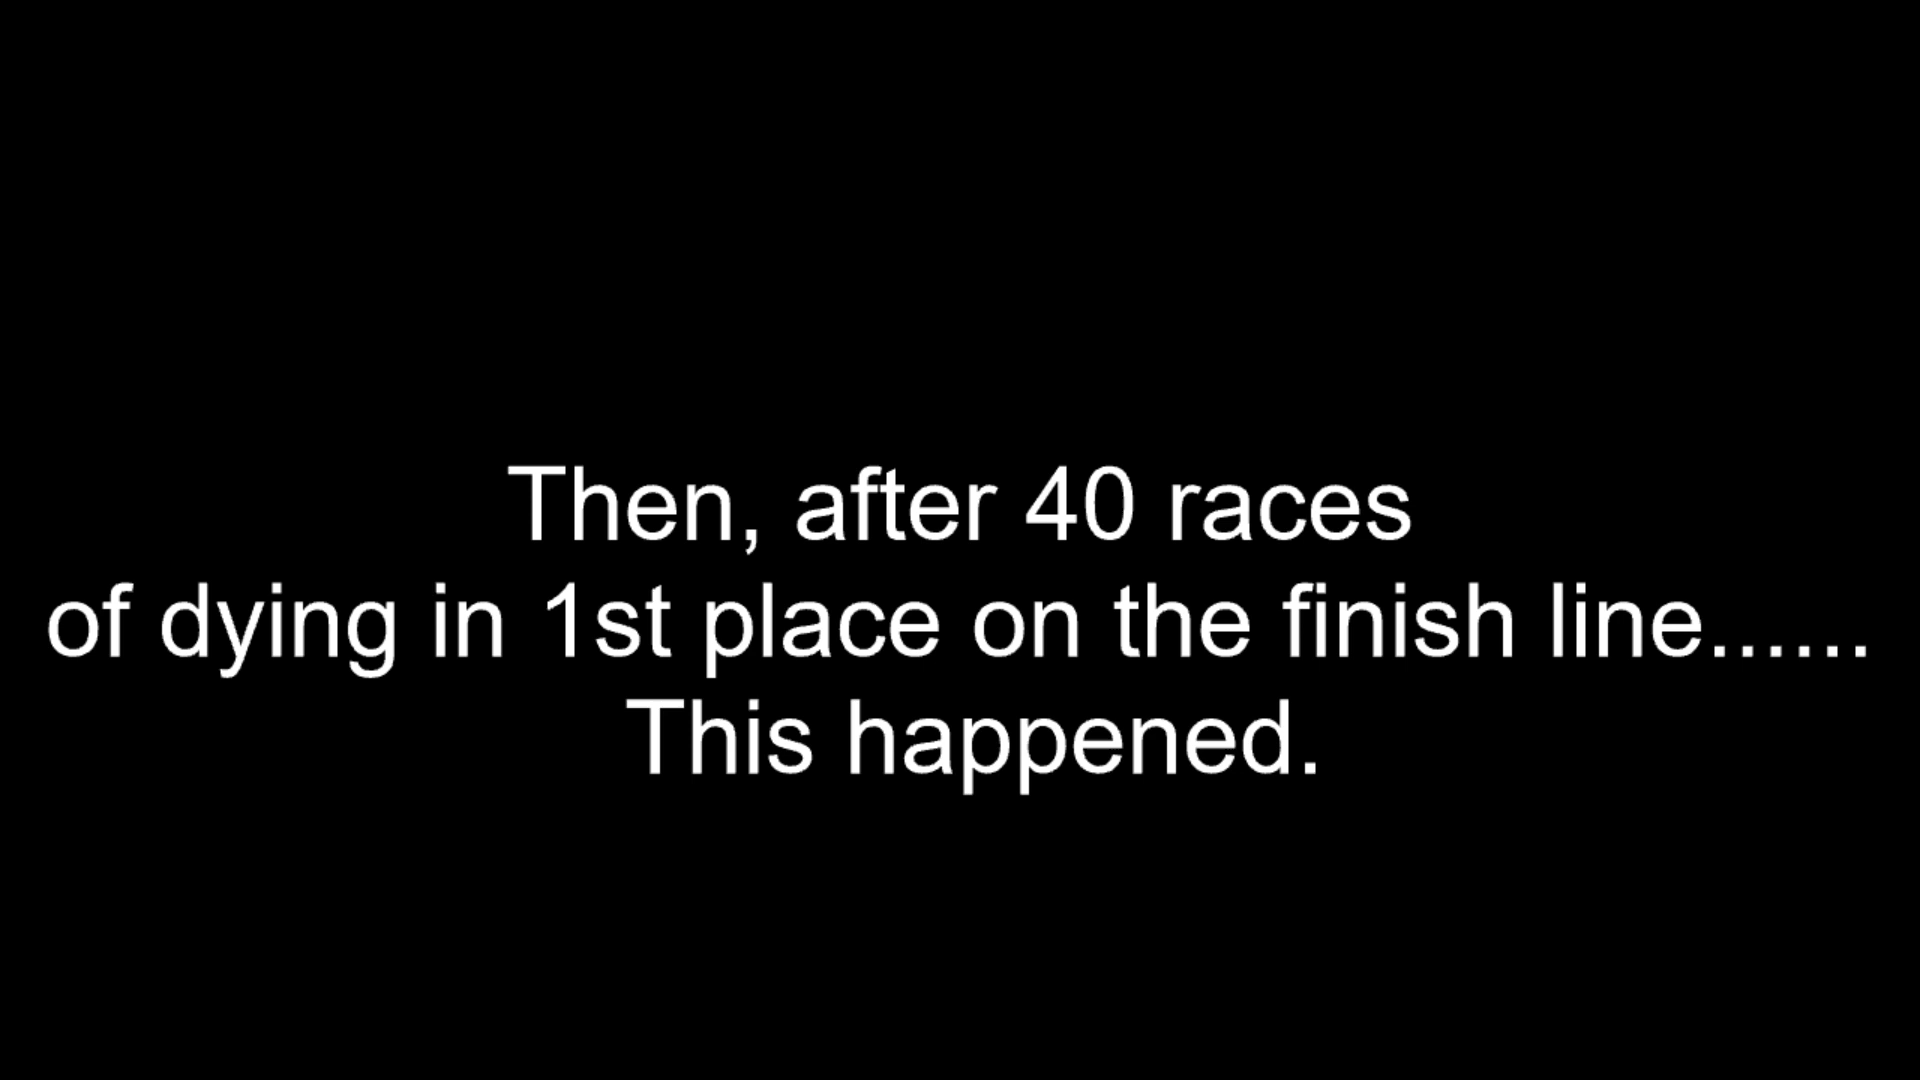 Then, after 40 races
of dying in 1st place on the finish line......
This happened.